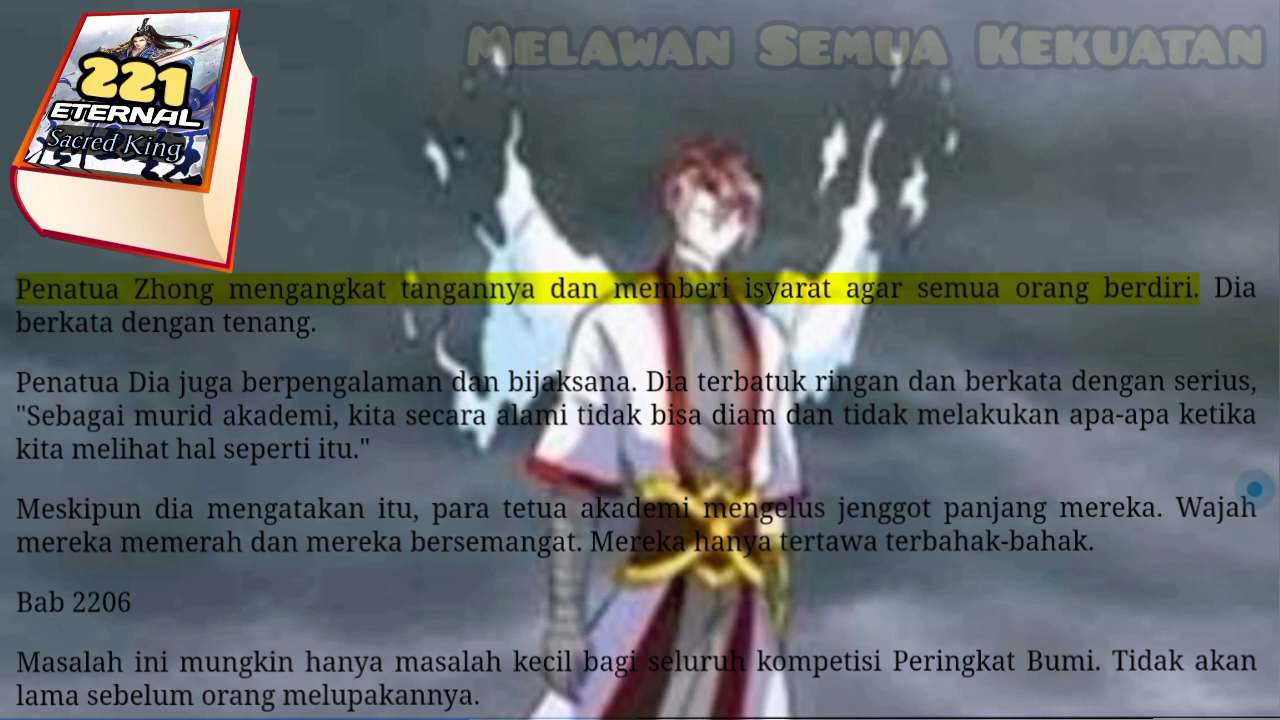 Melawan Semua Kekuatan
221
ETERNAL
Sacred King
Penatua Zhong mengangkat tangannya dan memberi isyarat agar semua orang berdiri. Dia
berkata dengan tenang.
Penatua Dia juga berpengalaman dan bijaksana. Dia terbatuk ringan dan berkata dengan serius,
"Sebagai murid akademi, kita secara alami tidak bisa diam dan tidak melakukan apa-apa ketika
kita melihat hal seperti itu."
Meskipun dia mengatakan itu, para tetua akademi mengelus jenggot panjang mereka. Wajah
mereka memerah dan mereka bersemangat. Mereka hanya tertawa terbahak-bahak.
Bab 2206
Masalah ini mungkin hanya masalah kecil bagi seluruh kompetisi Peringkat Bumi. Tidak akan
lama sebelum orang melupakannya.